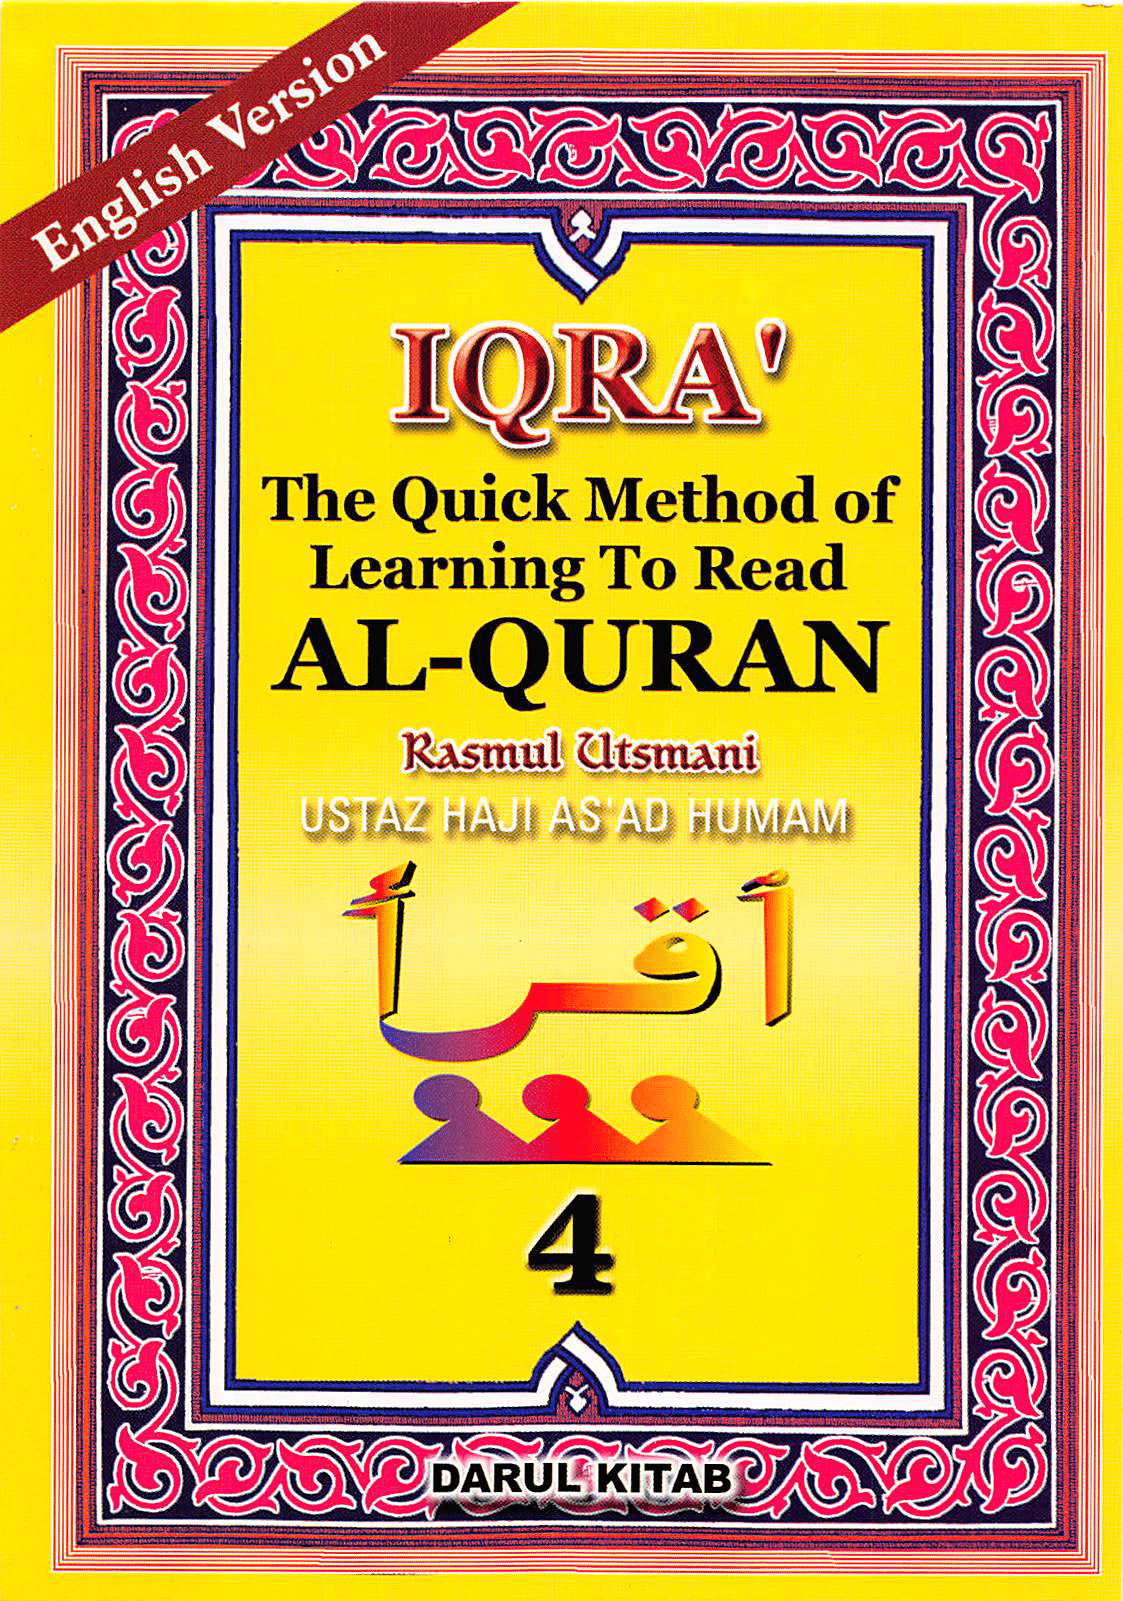 English Version
IQRA'
The Quick Method of
Learning To Read
AL-QURAN
Rasmul Utsmani
USTAZ HAJI AS'AD HUMAM
أقرأ
4
DARUL KITAB